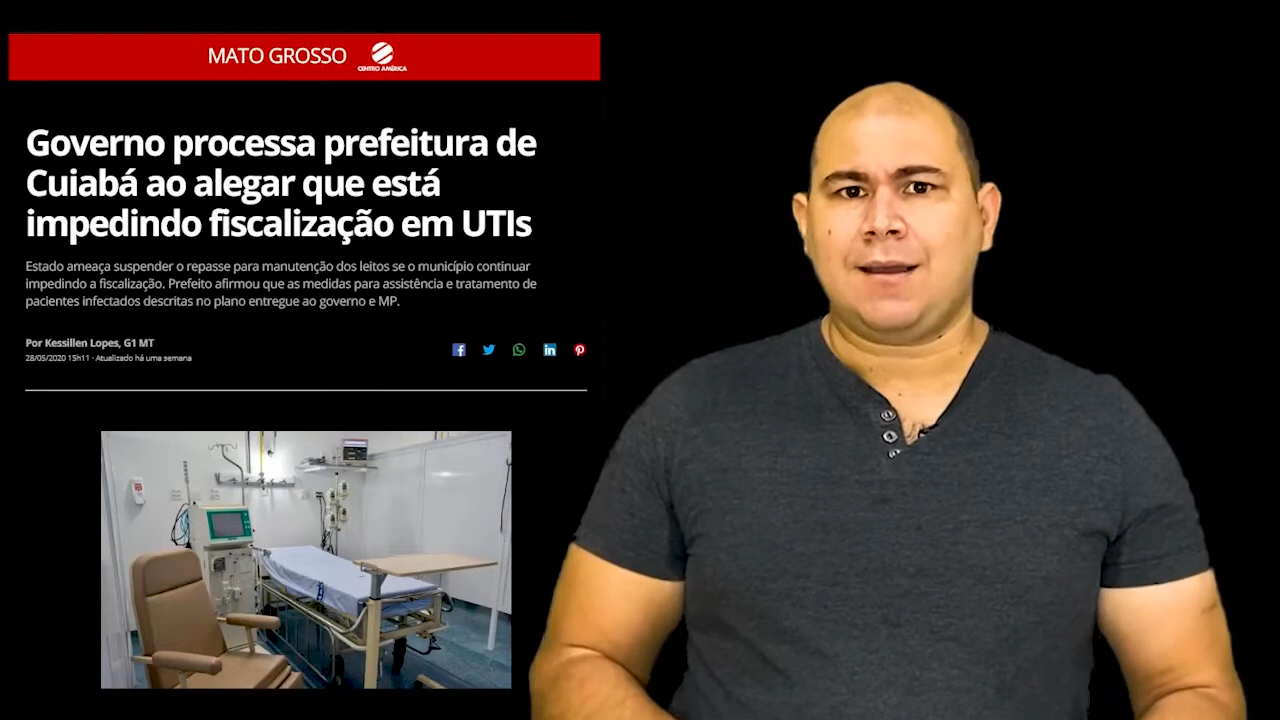 MATO GROSSO
CENTRO AMÉRICA
Governo processa prefeitura de
Cuiabá ao alegar que está
impedindo fiscalização em UTIs
Estado ameaça suspender o repasse para manutenção dos leitos se o município continuar
impedindo a fiscalização. Prefeito afirmou que as medidas para assistência e tratamento de
pacientes infectados descritas no plano entregue ao governo e MP.
Por Kessillen Lopes, G1 MT
28/05/2020 15h11 · Atualizado há uma semana